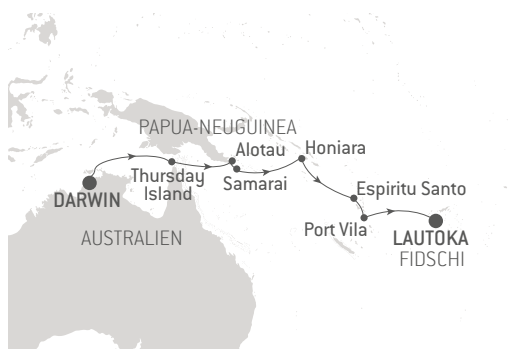 PAPUA-NEUGUINEA
Alotau
Honiara
Thursday
Island
Samarai
DARWIN
Espiritu Santo
Port Vila
AUSTRALIEN
LAUTOKA
FIDSCHI